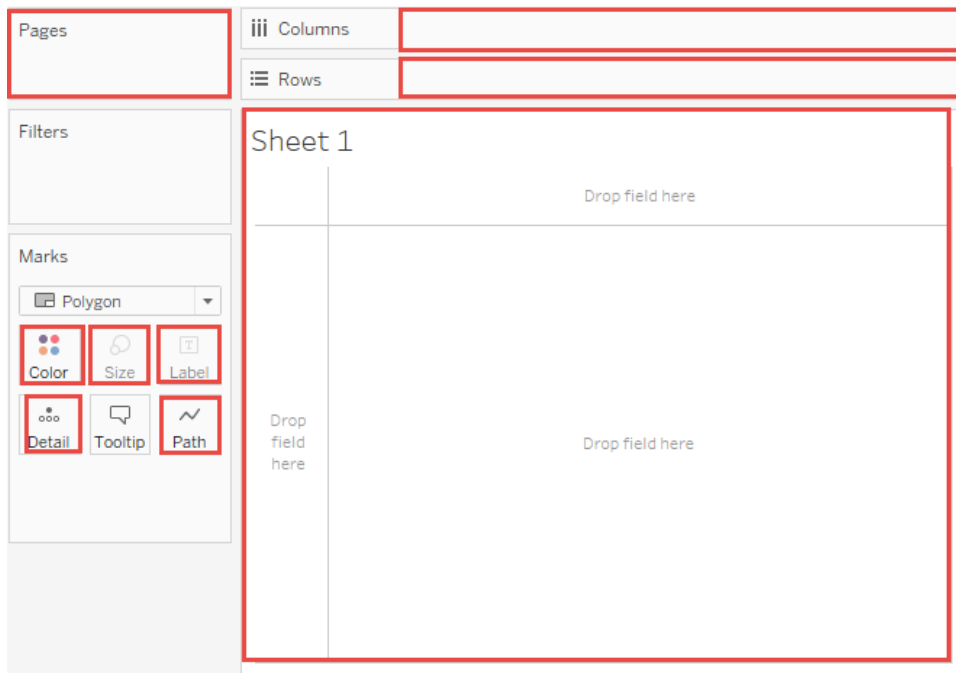 Pages
Columns
Rows
Filters
Sheet 1
Drop field here
Marks
Polygon
Color Size Label
Detail Tooltip Path
Drop
field
here
Drop field here